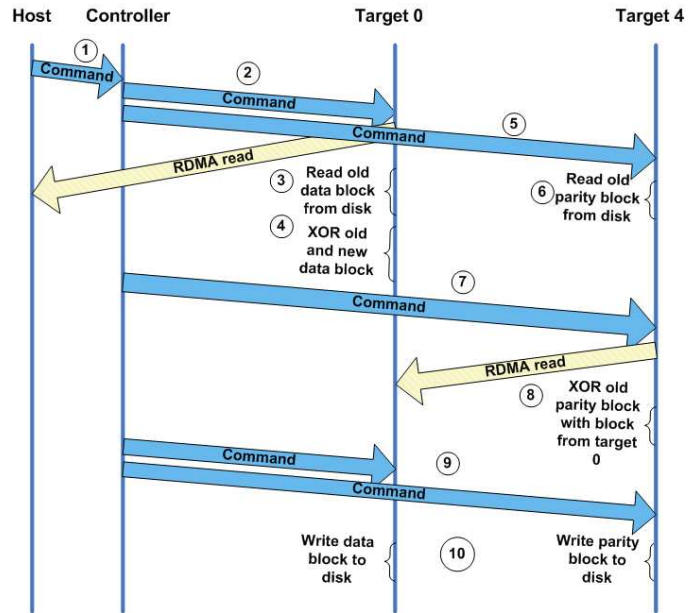 Host Controller Target 0 Target 4
1
Command
2
Command
5
Command
RDMA read
3 Read old
data block
from disk
6 Read old
parity block
from disk
4 XOR old
and new
data block
7
Command
RDMA read
8 XOR old
parity block
with block
from target
0
Command
9
Command
Write data
block to
disk
10
Write parity
block to
disk